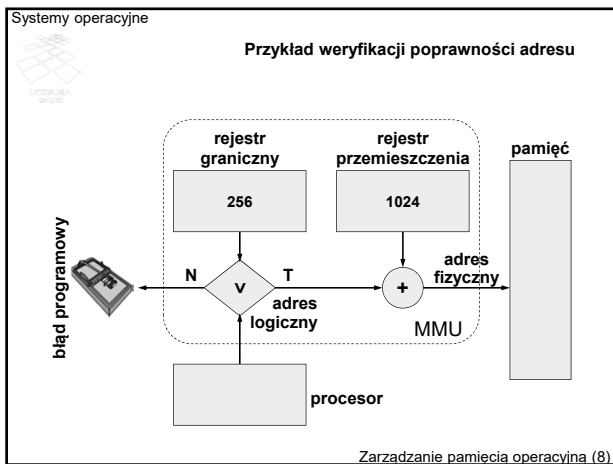 Systemy operacyjne
Przykład weryfikacji poprawności adresu
rejestr
graniczny
rejestr
przemieszczenia
pamięć
256
1024
błąd programowy
N
<
T
adres
logiczny
+
adres
fizyczny
MMU
procesor
Zarządzanie pamięcią operacyjną (8)